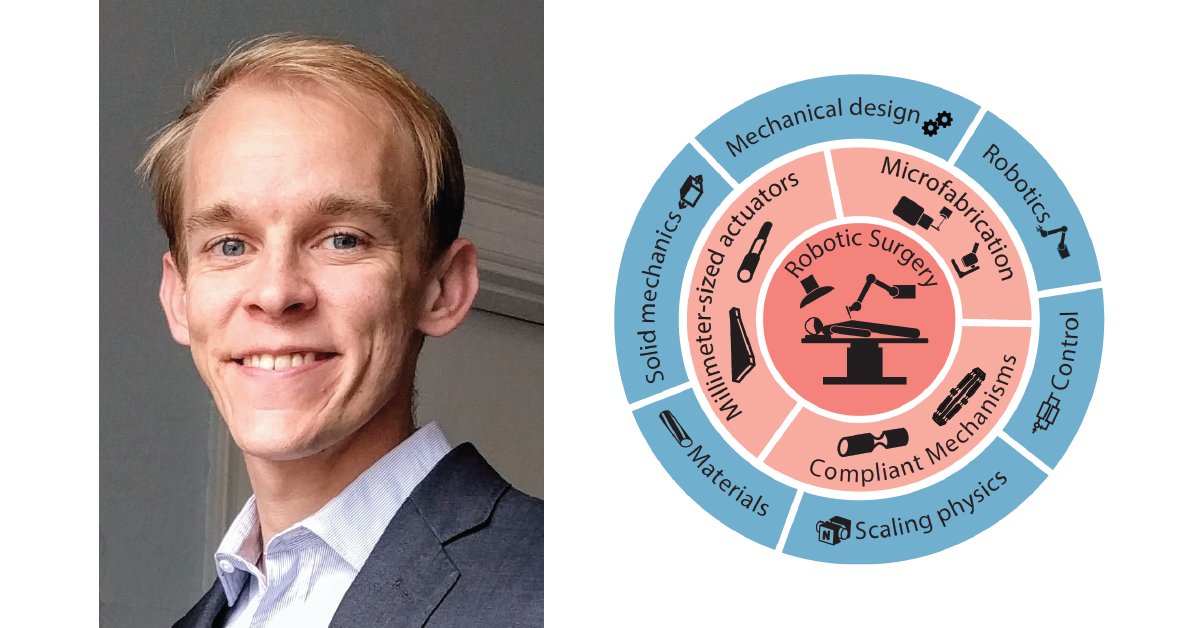 Mechanical design
Robotics
Control
Scaling physics
N
Materials
Solid mechanics
Millimeter-sized actuators
Microfabrication
Compliant Mechanisms
Robotic Surgery